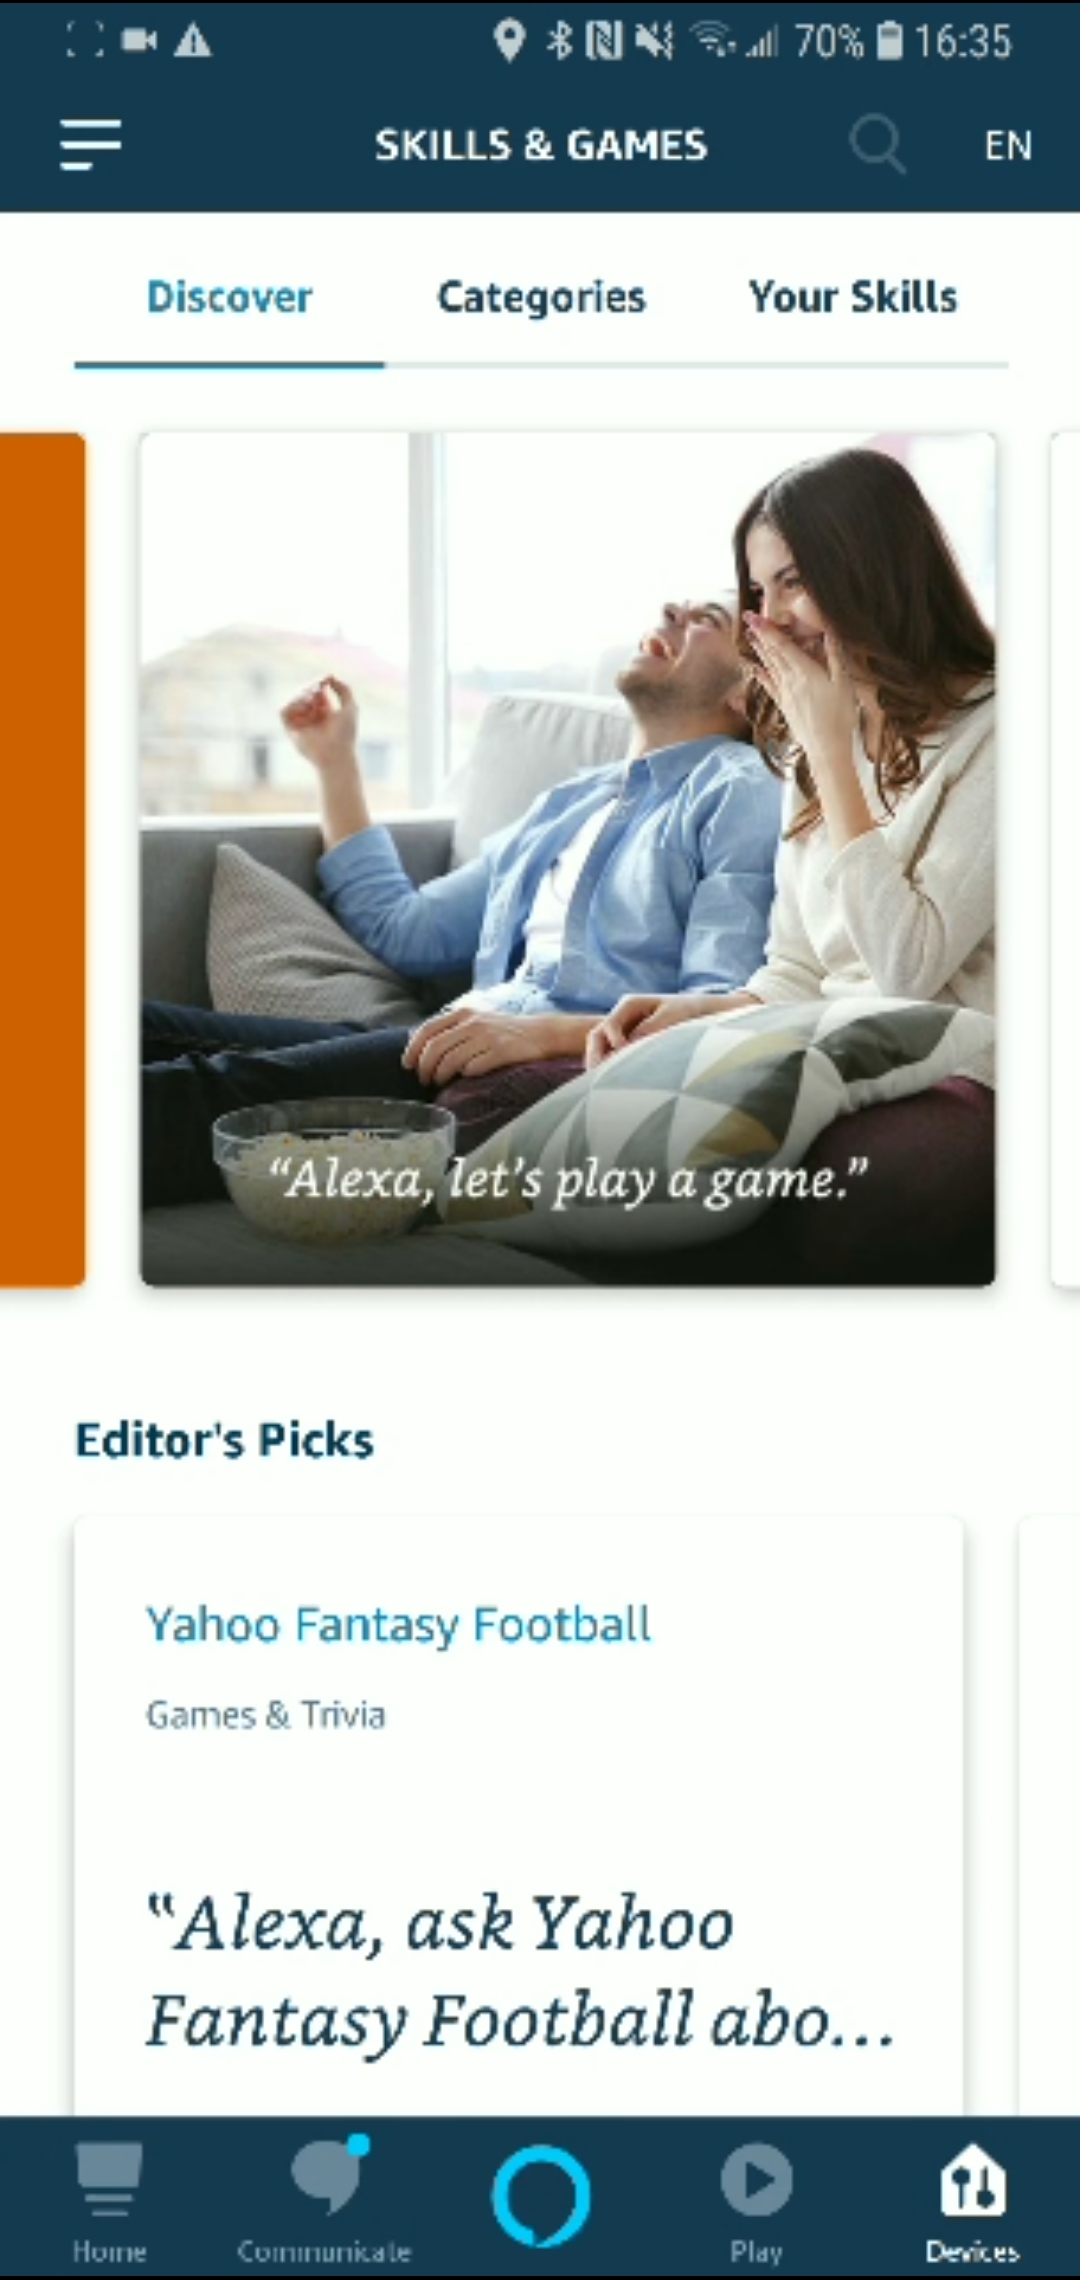 70% 16:35
SKILLS & GAMES EN
Discover Categories Your Skills
“Alexa, let’s play a game.”
Editor's Picks
Yahoo Fantasy Football
Games & Trivia
“Alexa, ask Yahoo
Fantasy Football abo...
Home Communicate Play Devices